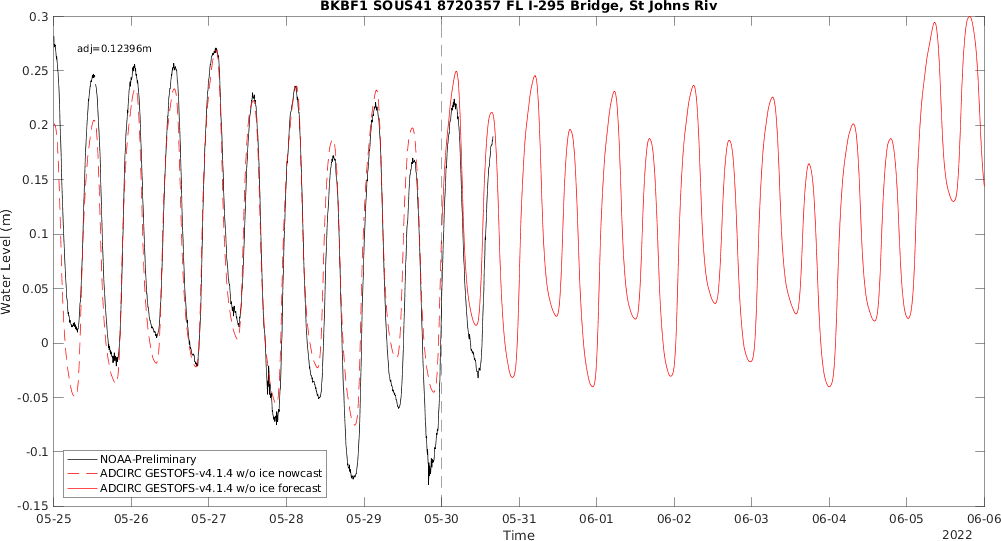 BKBF1 SOUS41 8720357 FL I-295 Bridge, St Johns Riv
adj=0.12396m
0.3
0.25
0.2
0.15
0.1
0.05
0
-0.05
-0.1
-0.15
Water Level (m)
NOAA-Preliminary
ADCIRC GESTOFS-v4.1.4 w/o ice nowcast
ADCIRC GESTOFS-v4.1.4 w/o ice forecast
05-25 05-26 05-27 05-28 05-29 05-30 05-31 06-01 06-02 06-03 06-04 06-05 06-06
Time
2022